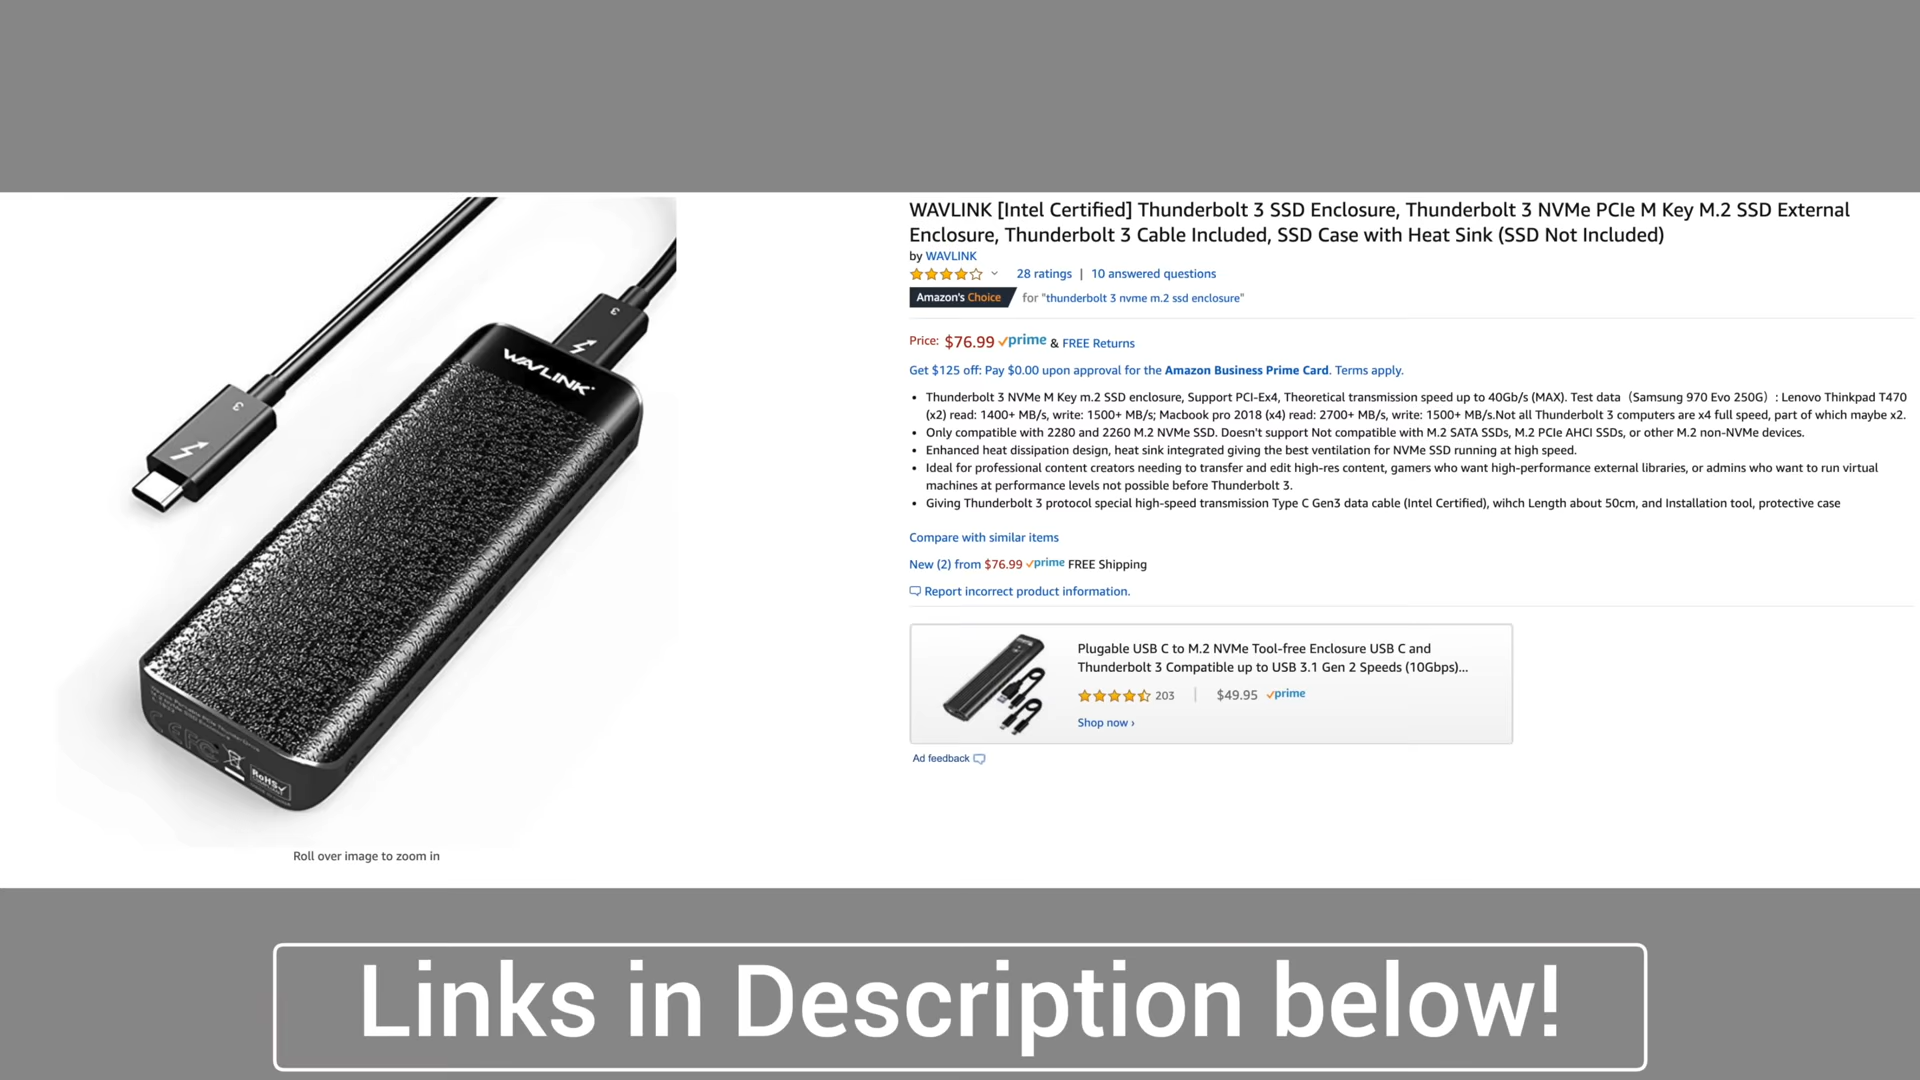 WAVLINK
3
3
RoHS
WAVLINK [Intel Certified] Thunderbolt 3 SSD Enclosure, Thunderbolt 3 NVMe PCIe M Key M.2 SSD External
Enclosure, Thunderbolt 3 Cable Included, SSD Case with Heat Sink (SSD Not Included)
by WAVLINK
28 ratings | 10 answered questions
Amazon's Choice for "thunderbolt 3 nvme m.2 ssd enclosure"
Price: $76.99 prime & FREE Returns
Get $125 off: Pay $0.00 upon approval for the Amazon Business Prime Card. Terms apply.
• Thunderbolt 3 NVMe M Key m.2 SSD enclosure, Support PCI-Ex4, Theoretical transmission speed up to 40Gb/s (MAX). Test data（Samsung 970 Evo 250G）: Lenovo Thinkpad T470
(x2) read: 1400+ MB/s, write: 1500+ MB/s; Macbook pro 2018 (x4) read: 2700+ MB/s, write: 1500+ MB/s.Not all Thunderbolt 3 computers are x4 full speed, part of which maybe x2.
• Only compatible with 2280 and 2260 M.2 NVMe SSD. Doesn't support Not compatible with M.2 SATA SSDs, M.2 PCIe AHCI SSDs, or other M.2 non-NVMe devices.
• Enhanced heat dissipation design, heat sink integrated giving the best ventilation for NVMe SSD running at high speed.
• Ideal for professional content creators needing to transfer and edit high-res content, gamers who want high-performance external libraries, or admins who want to run virtual
machines at performance levels not possible before Thunderbolt 3.
• Giving Thunderbolt 3 protocol special high-speed transmission Type C Gen3 data cable (Intel Certified), wihch Length about 50cm, and Installation tool, protective case
Compare with similar items
New (2) from $76.99 prime FREE Shipping
Report incorrect product information.
Plugable USB C to M.2 NVMe Tool-free Enclosure USB C and
Thunderbolt 3 Compatible up to USB 3.1 Gen 2 Speeds (10Gbps)...
203 | $49.95 prime
Shop now ›
Ad feedback
Roll over image to zoom in
Links in Description below!